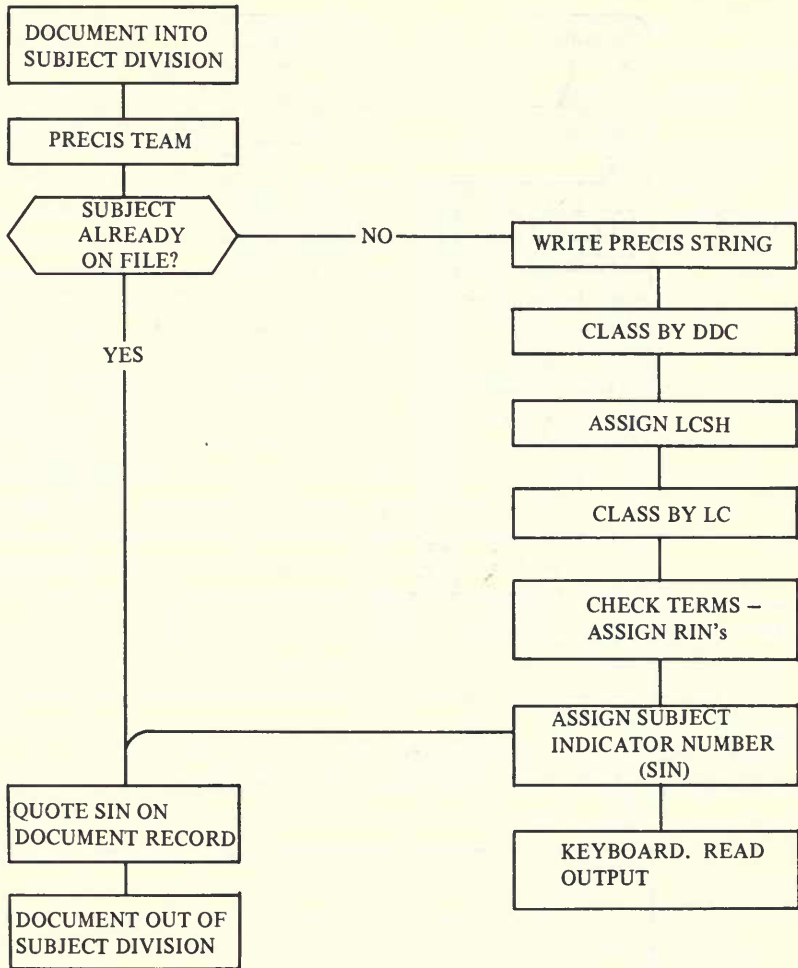 DOCUMENT INTO
SUBJECT DIVISION
PRECIS TEAM
SUBJECT
ALREADY
ON FILE?
NO
YES
WRITE PRECIS STRING
CLASS BY DDC
ASSIGN LCSH
CLASS BY LC
CHECK TERMS –
ASSIGN RIN's
ASSIGN SUBJECT
INDICATOR NUMBER
(SIN)
KEYBOARD. READ
OUTPUT
QUOTE SIN ON
DOCUMENT RECORD
DOCUMENT OUT OF
SUBJECT DIVISION